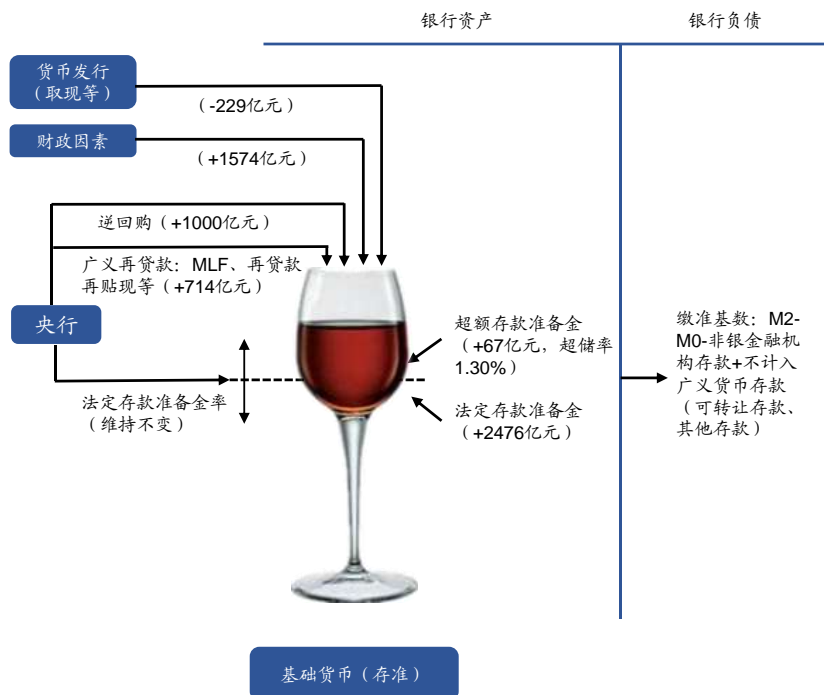 银行资产
银行负债
货币发行
（取现等）
（-229亿元）
财政因素
（+1574亿元）
逆回购（+1000亿元）
广义再贷款：MLF、再贷款
再贴现等（+714亿元）
央行
法定存款准备金率
（维持不变）
超额存款准备金
（+67亿元，超储率
1.30%）
法定存款准备金
（+2476亿元）
缴准基数：M2-
M0-非银金融机
构存款+不计入
广义货币存款
（可转让存款、
其他存款）
基础货币（存准）